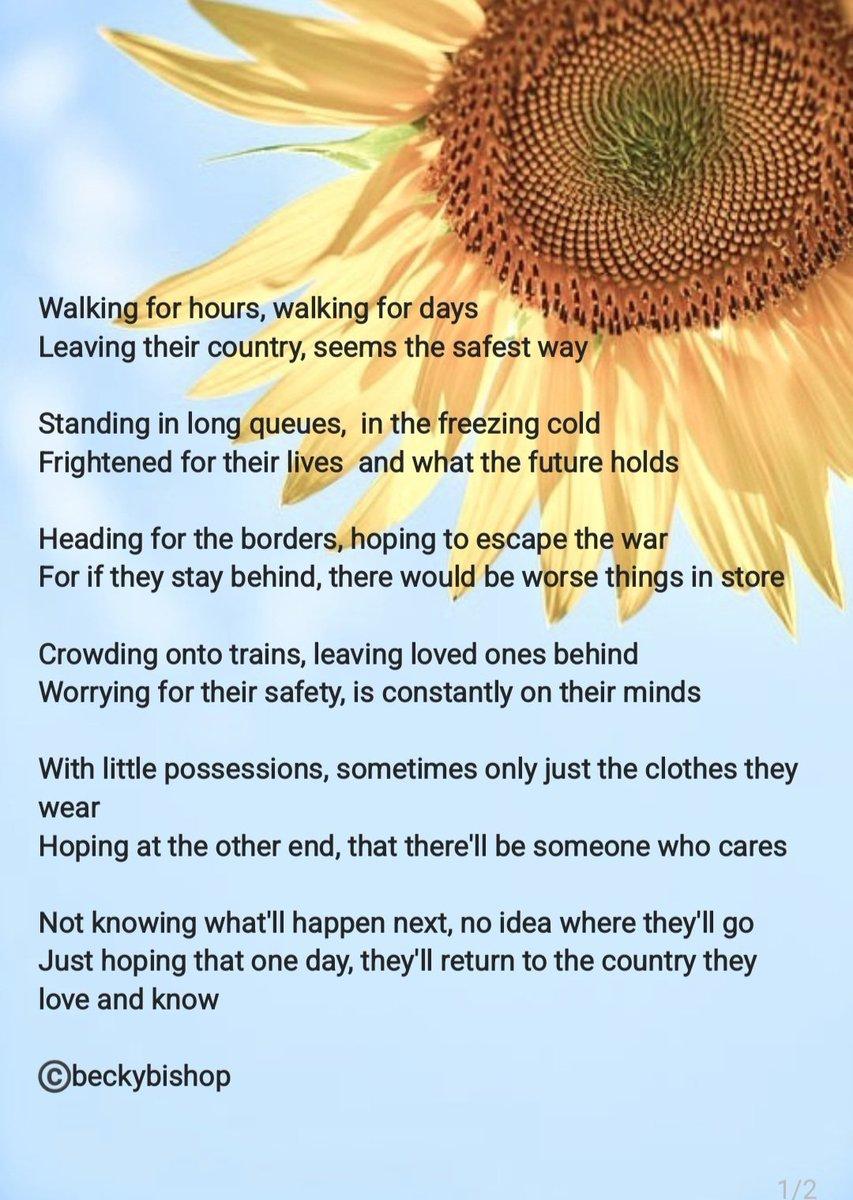 Walking for hours, walking for days
Leaving their country, seems the safest way
Standing in long queues,  in the freezing cold
Frightened for their lives  and what the future holds
Heading for the borders, hoping to escape the war
For if they stay behind, there would be worse things in store
Crowding onto trains, leaving loved ones behind
Worrying for their safety, is constantly on their minds
With little possessions, sometimes only just the clothes they
wear
Hoping at the other end, that there'll be someone who cares
Not knowing what'll happen next, no idea where they'll go
Just hoping that one day, they'll return to the country they
love and know
©beckybishop
1/2